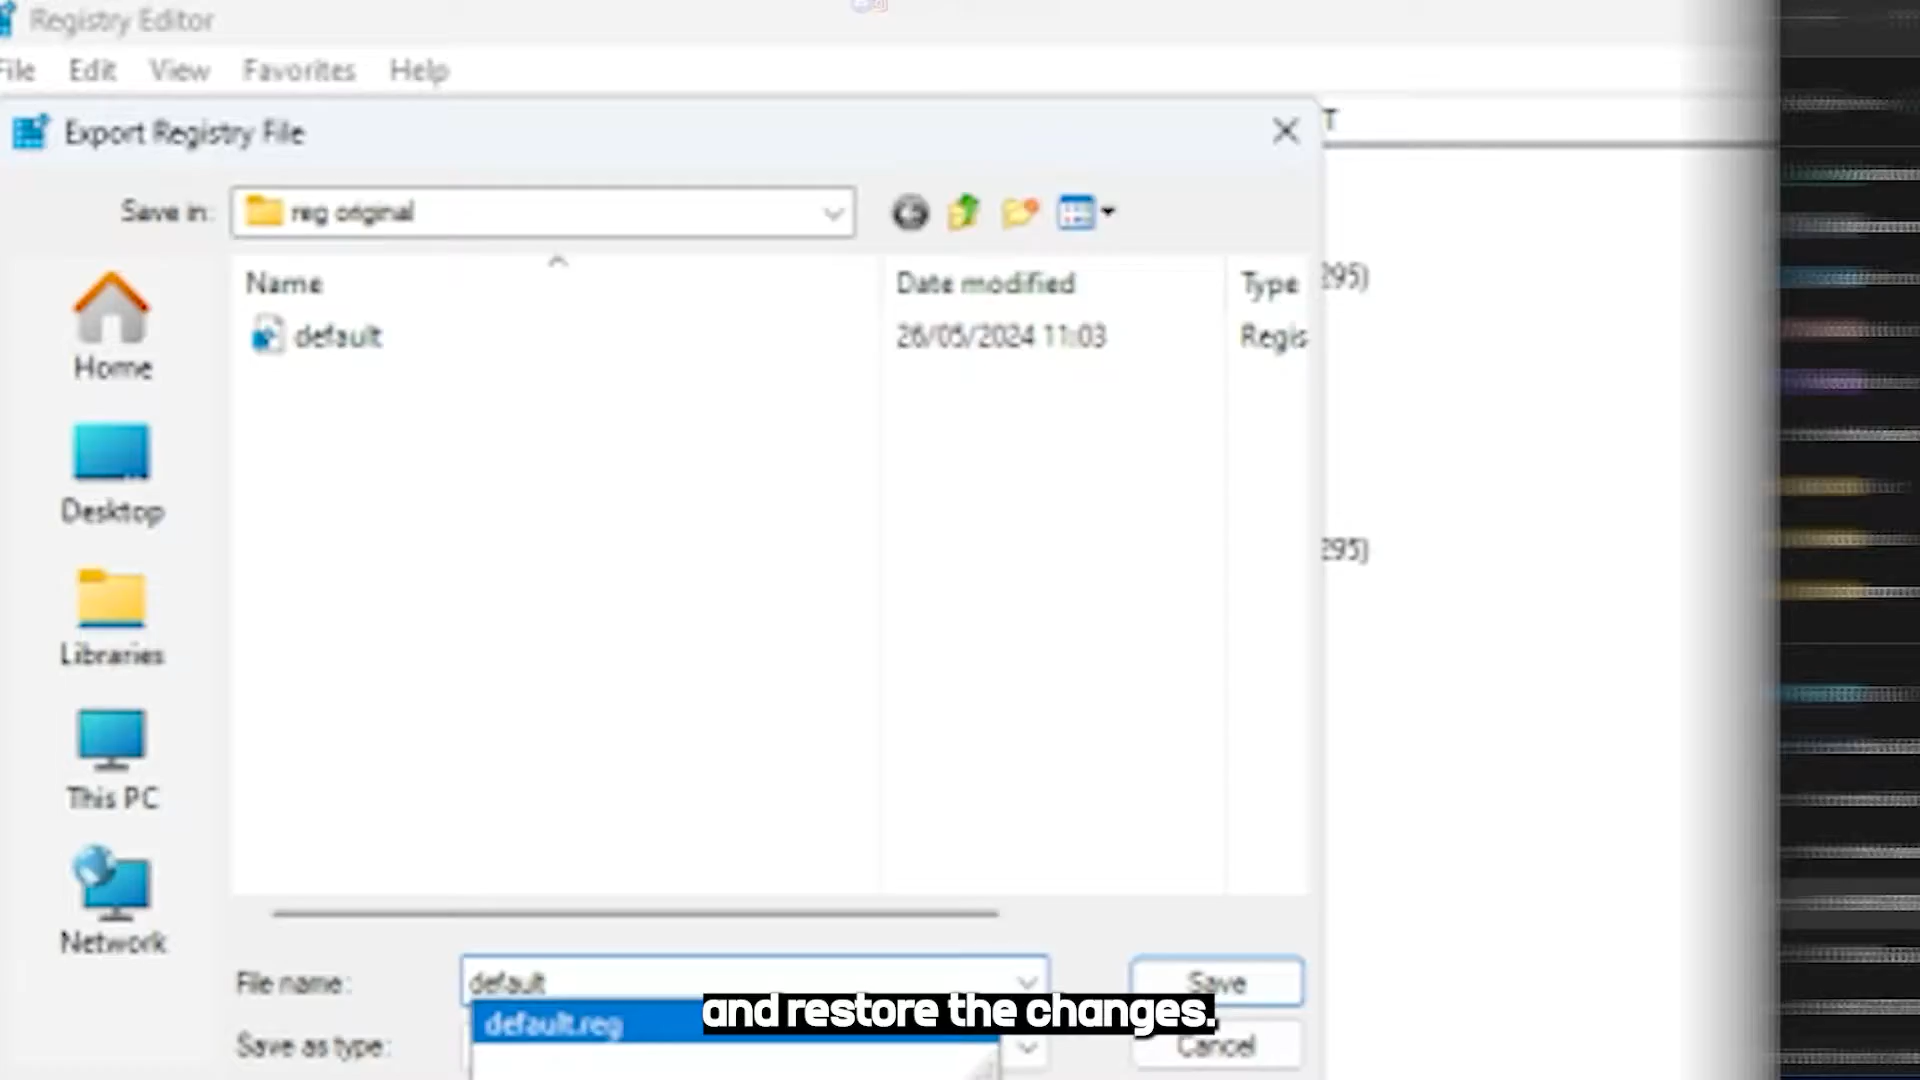 Registry Editor
File Edit View Favorites Help
Export Registry File
T
Save in: reg original
Name Date modified Type
295)
default 26/05/2024 11:03 Regis
Home
Desktop
295)
Libraries
This PC
Network
File name: default Save
default.reg
and restore the changes.
Save as type: Cancel